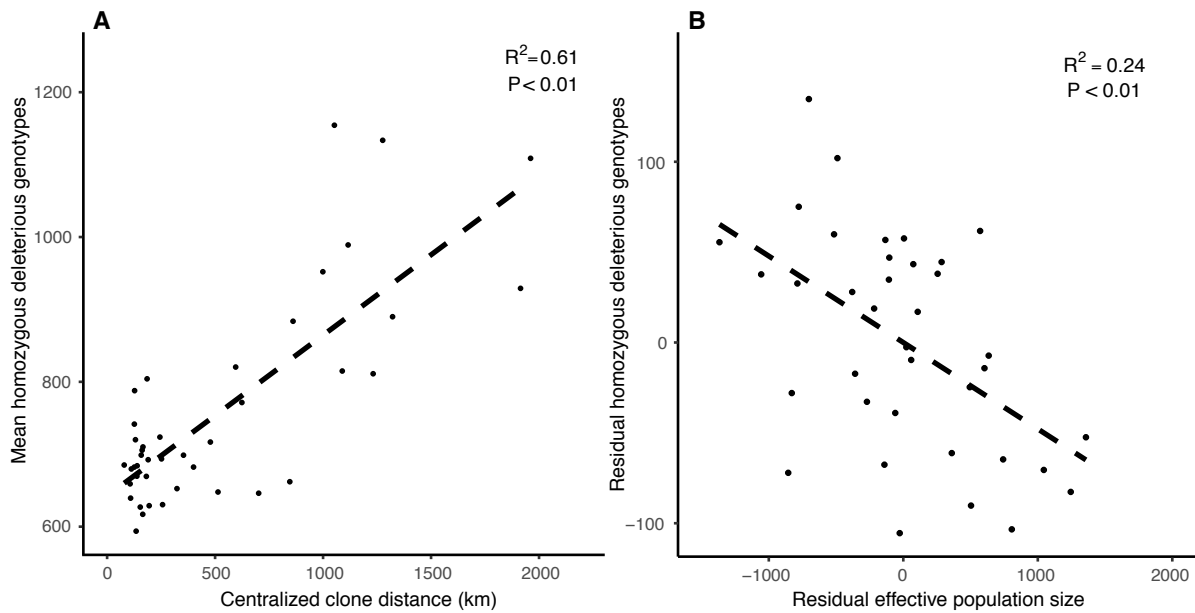 A
R²=0.61
P<0.01
Mean homozygous deleterious genotypes
1200
1000
800
600
0 500 1000 1500 2000
Centralized clone distance (km)
B
R² = 0.24
P < 0.01
Residual homozygous deleterious genotypes
100
0
−100
−1000 0 1000 2000
Residual effective population size